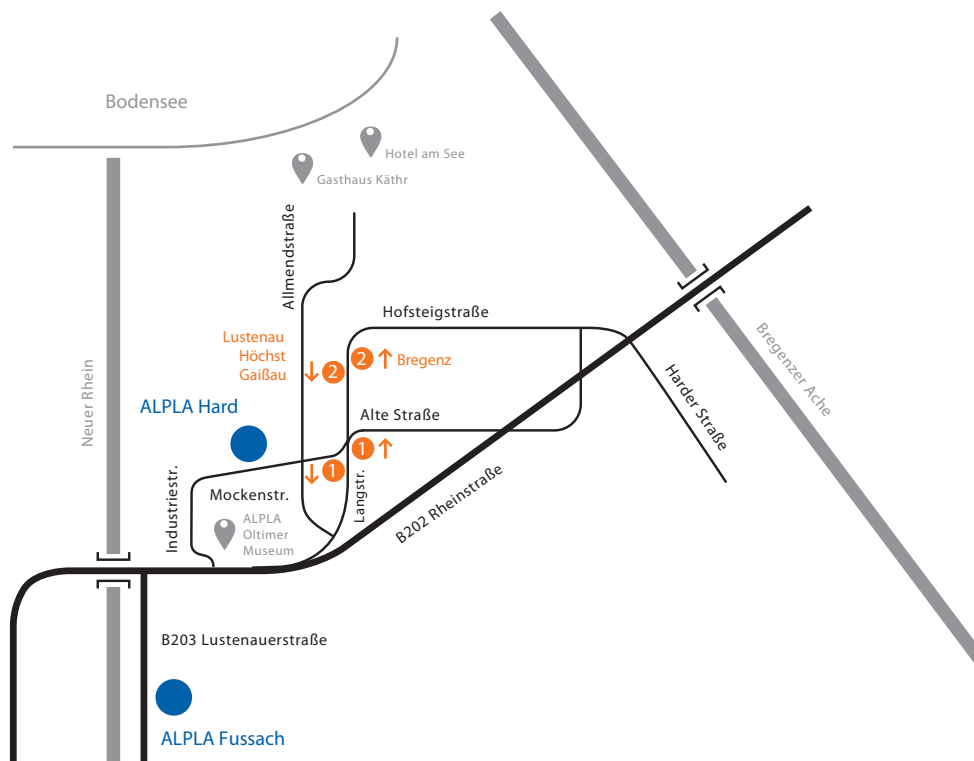 Bodensee
Hotel am See
Gasthaus Käthr
Allmendstraße
Hofsteigstraße
Lustenau
Höchst
Gaißau
2
2
Bregenz
Neuer Rhein
Bregenzer Ache
Harder Straße
ALPLA Hard
Alte Straße
1
1
Industriestr.
Mockenstr.
Langstr.
B202 Rheinstraße
ALPLA
Oltimer
Museum
B203 Lustenauerstraße
ALPLA Fussach